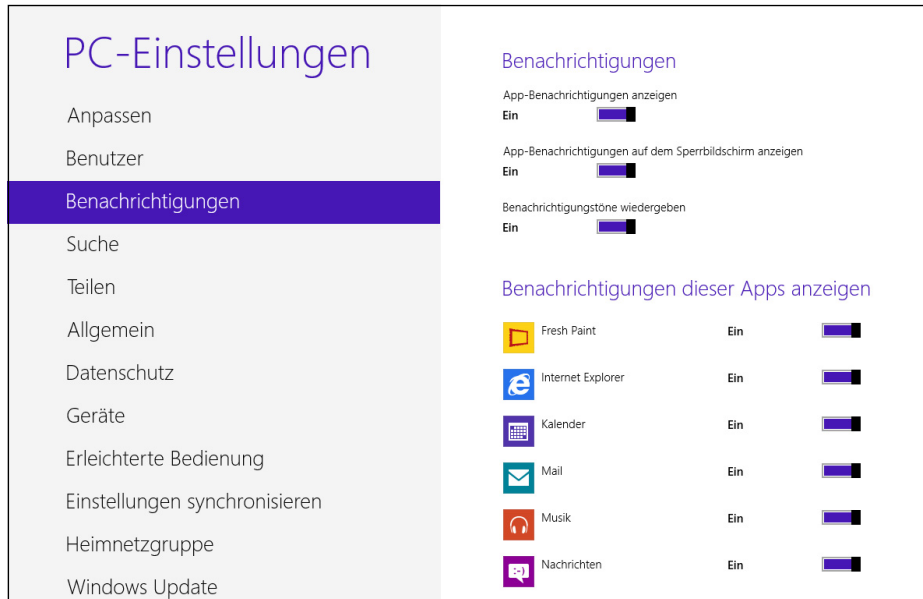 PC-Einstellungen
Anpassen
Benutzer
Benachrichtigungen
Suche
Teilen
Allgemein
Datenschutz
Geräte
Erleichterte Bedienung
Einstellungen synchronisieren
Heimnetzgruppe
Windows Update
Benachrichtigungen
App-Benachrichtigungen anzeigen
Ein
App-Benachrichtigungen auf dem Sperrbildschirm anzeigen
Ein
Benachrichtigungstöne wiedergeben
Ein
Benachrichtigungen dieser Apps anzeigen
Fresh Paint Ein
Internet Explorer Ein
Kalender Ein
Mail Ein
Musik Ein
Nachrichten Ein